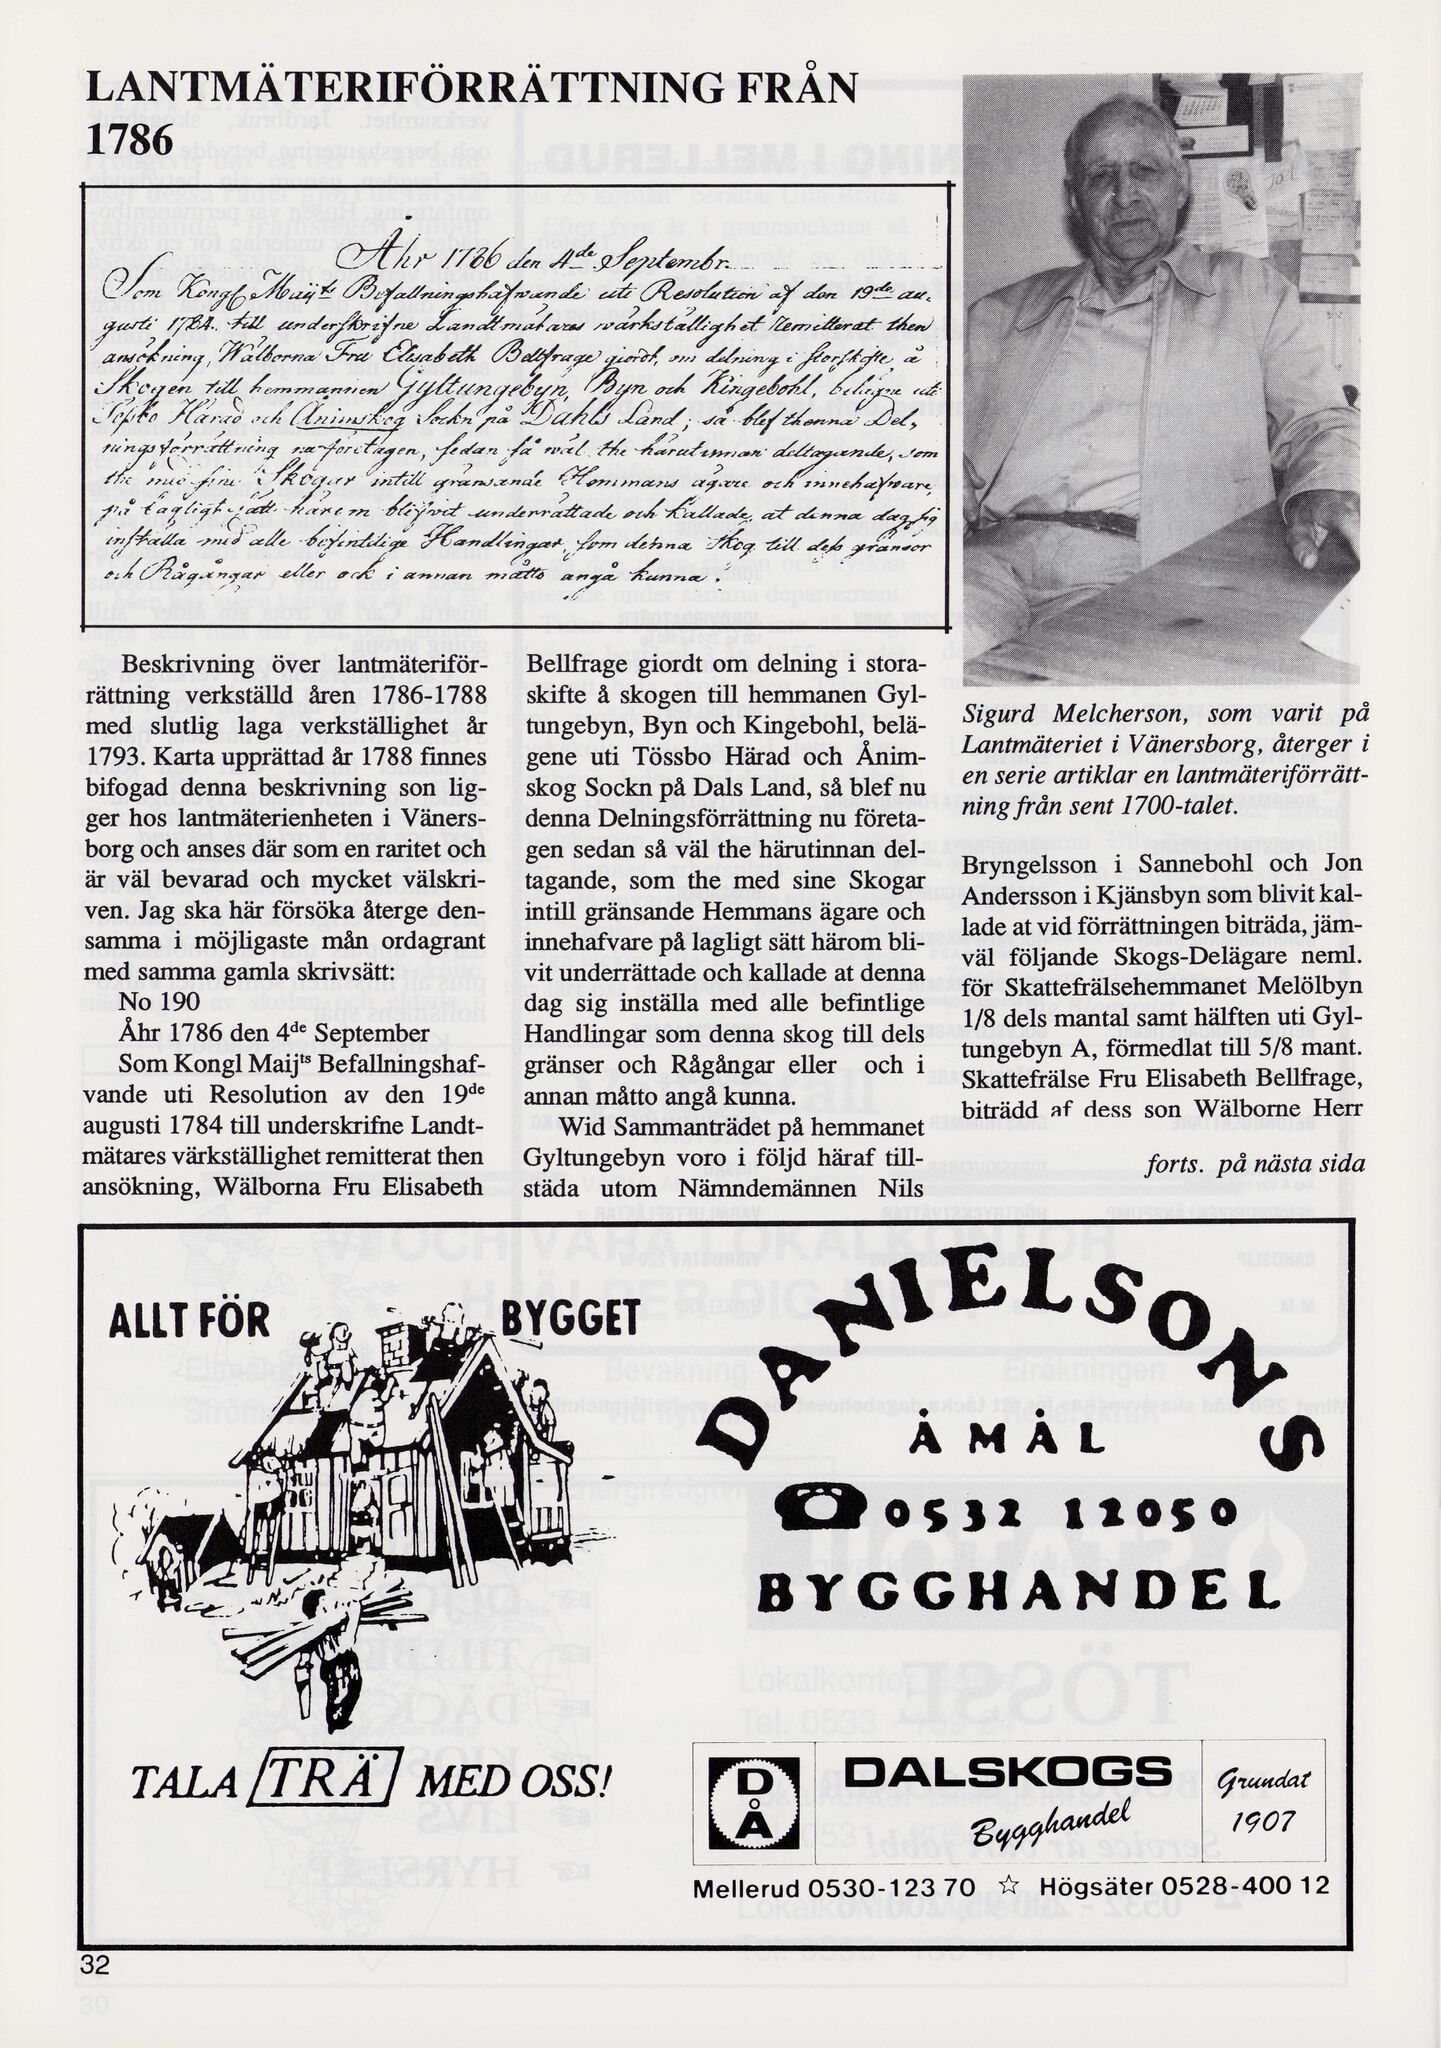 LANTMÄTERIFÖRRÄTTNING FRÅN
1786
Åhr 1786 den 4de Septembr.
Som Kongl Maijts Befallningshafwande uti Resolution af den 19de au-
gusti 1784. till underskrifne Landtmätares wärkställighet Remitterat then
ansökning, Wälborna Fru Elisabeth Bellfrage giordt, om delning i storskifte å
Skogen till hemmannen Gyltungebyn, Byn och Kingebohl, belägne uti
Härad och Ånimskog Sockn på Dahls Land; så blef thenna Del-
ningsförrättning nu företagen, sedan så wäl the härutinnan deltagande, som
the med sine Skogar intill gränsande Hemmans ägare och innehafware,
på lagligt sätt härom blifvit underrättade och kallade, at denna dag sig
inställa med alle befintelige Handlingar, som denna skog till dess gränsor
och Rågångar eller ock i annan måtto angå kunna.
Beskrivning över lantmäteriför-
rättning verkställd åren 1786-1788
med slutlig laga verkställighet år
1793. Karta upprättad år 1788 finnes
bifogad denna beskrivning son lig-
ger hos lantmäterienheten i Väners-
borg och anses där som en raritet och
är väl bevarad och mycket välskri-
ven. Jag ska här försöka återge den-
samma i möjligaste mån ordagrant
med samma gamla skrivsätt:
No 190
Åhr 1786 den 4de September
Som Kongl Maijts Befallningshaf-
vande uti Resolution av den 19de
augusti 1784 till underskrifne Landt-
mätares värkställighet remitterat then
ansökning, Wälborna Fru Elisabeth
Bellfrage giordt om delning i stora-
skifte å skogen till hemmanen Gyl-
tungebyn, Byn och Kingebohl, belä-
gene uti Tössbo Härad och Ånim-
skog Sockn på Dals Land, så blef nu
denna Delningsförrättning nu företa-
gen sedan så väl the härutinnan del-
tagande, som the med sine Skogar
intill gränsande Hemmans ägare och
innehafvare på lagligt sätt härom bli-
vit underrättade och kallade at denna
dag sig inställa med alle befintlige
Handlingar som denna skog till dels
gränser och Rågångar eller och i
annan måtto angå kunna.
Wid Sammanträdet på hemmanet
Gyltungebyn voro i följd häraf till-
städa utom Nämndemännen Nils
Sigurd Melcherson, som varit på
Lantmäteriet i Vänersborg, återger i
en serie artiklar en lantmäteriförrätt-
ning från sent 1700-talet.
Bryngelsson i Sannebohl och Jon
Andersson i Kjänsbyn som blivit kal-
lade at vid förrättningen biträda, jäm-
väl följande Skogs-Delägare neml.
för Skattefrälsehemmanet Melölbyn
1/8 dels mantal samt hälften uti Gyl-
tungebyn A, förmedlat till 5/8 mant.
Skattefrälse Fru Elisabeth Bellfrage,
biträdd af dess son Wälborne Herr
forts. på nästa sida
ALLT FÖR BYGGET
TALA TRÄ MED OSS!
DANIELSONS
ÅMÅL
0532 12050
BYGGHANDEL
DÅ
DALSKOGS
Bygghandel
Grundat
1907
Mellerud 0530-123 70 ☆ Högsäter 0528-400 12
32